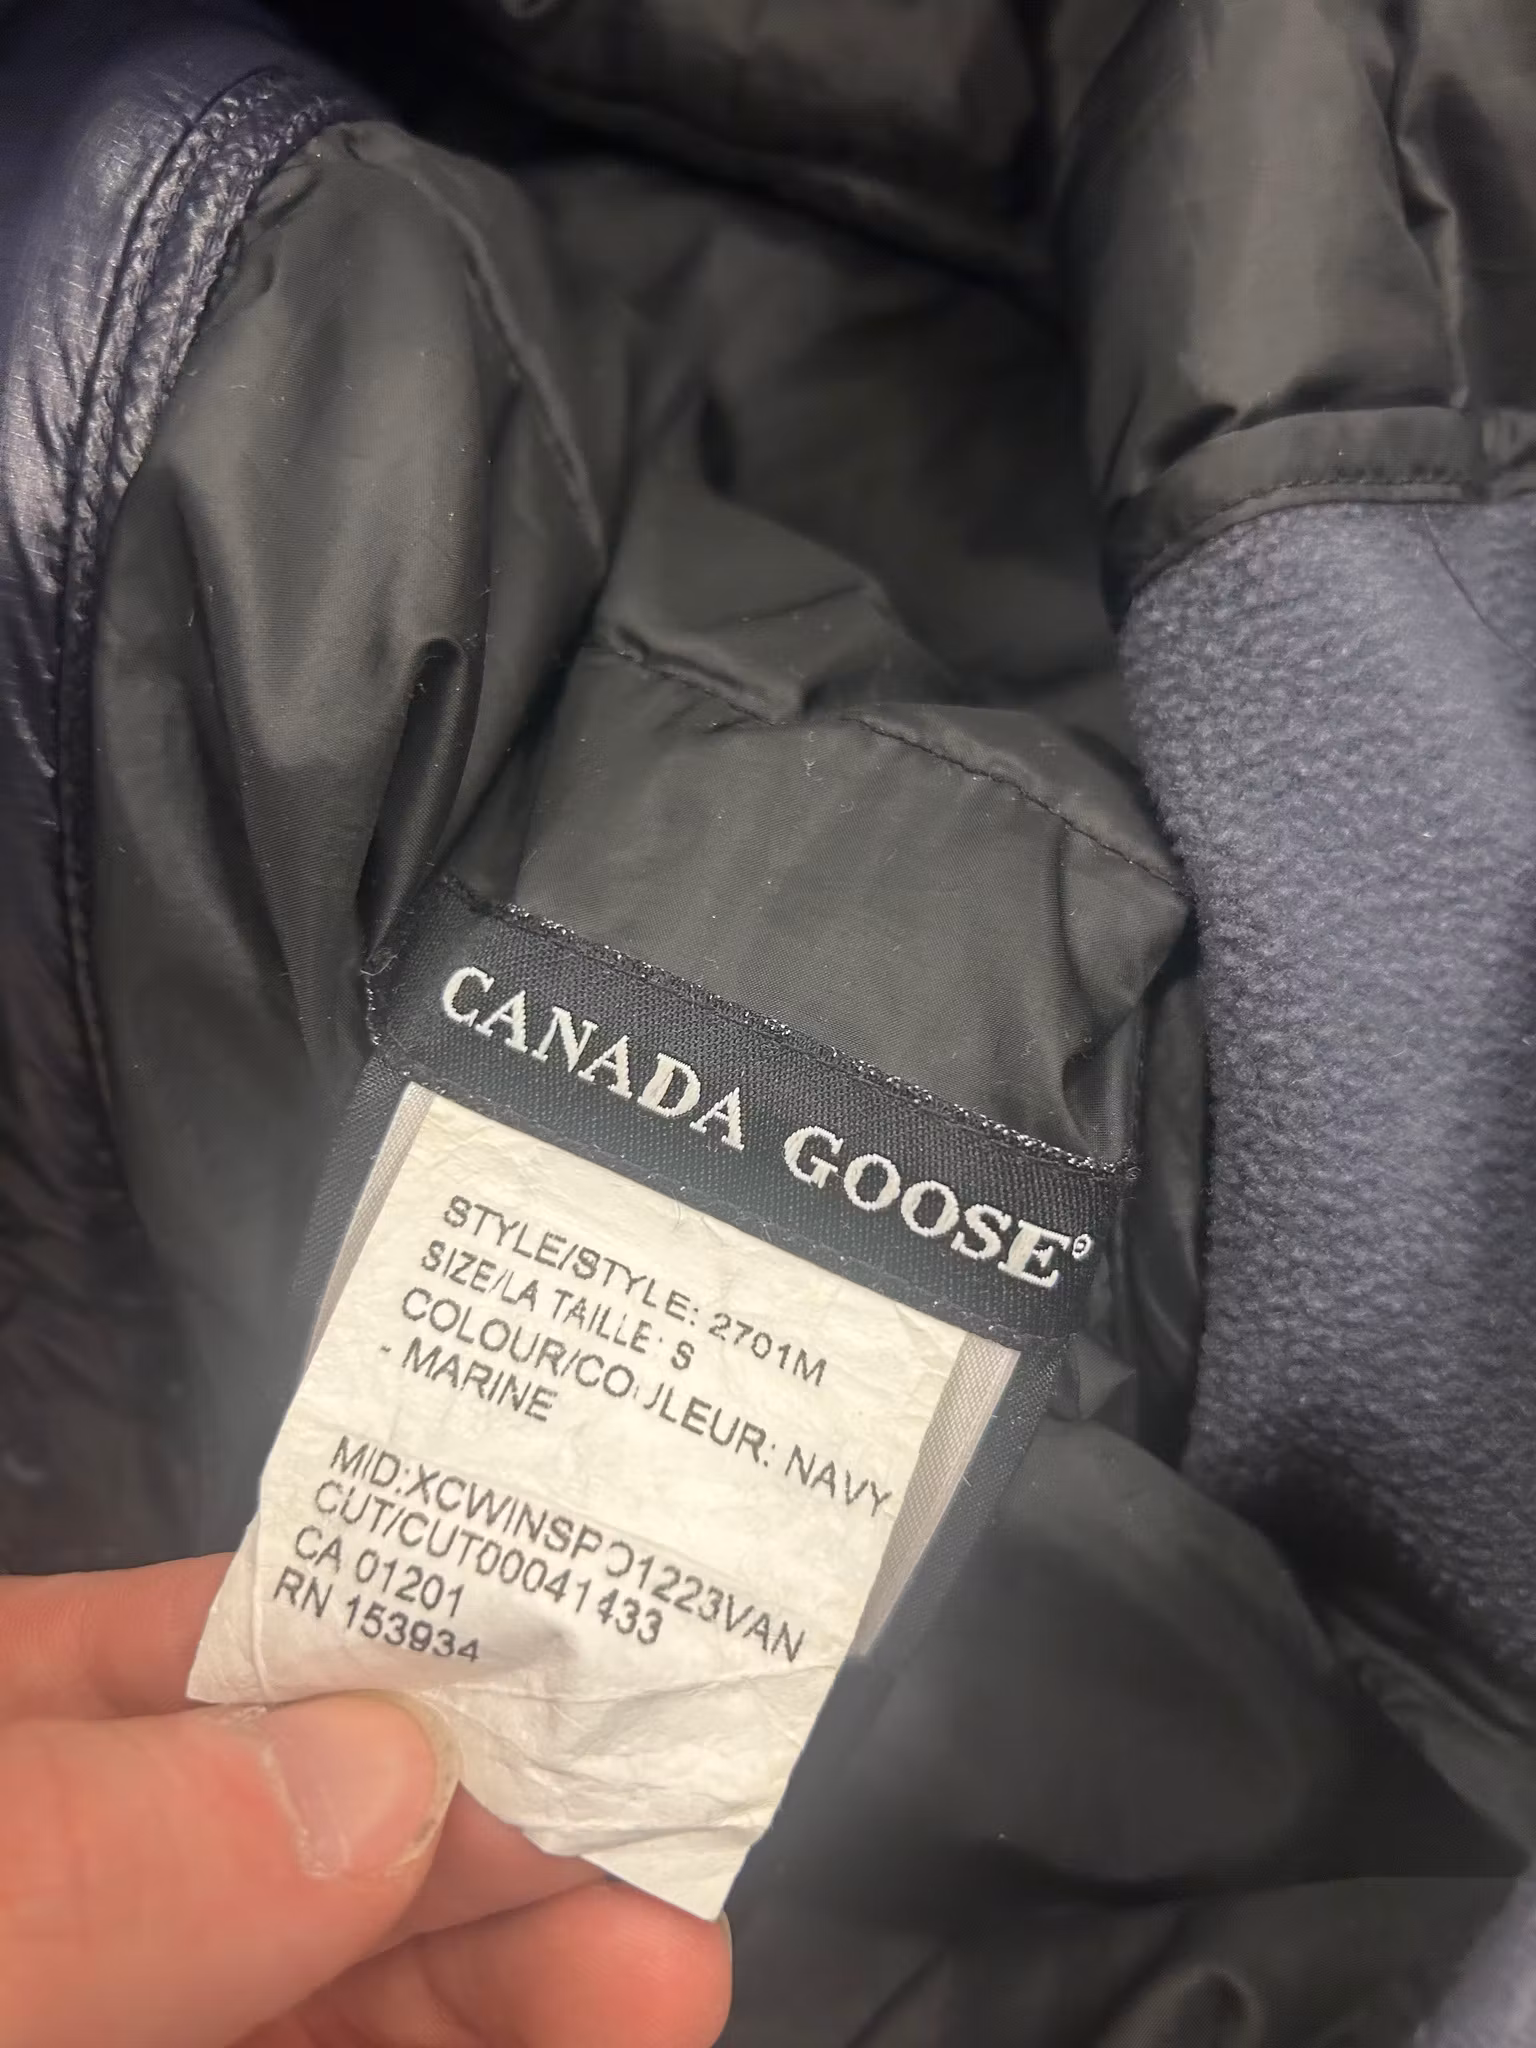 CANADA GOOSE®
STYLE/STYLE: 2701M
SIZE/LA TAILLE: S
COLOUR/COULEUR: NAVY
- MARINE
MID:XCWINSPO1223VAN
CUT/CUT00041433
CA 01201
RN 153934